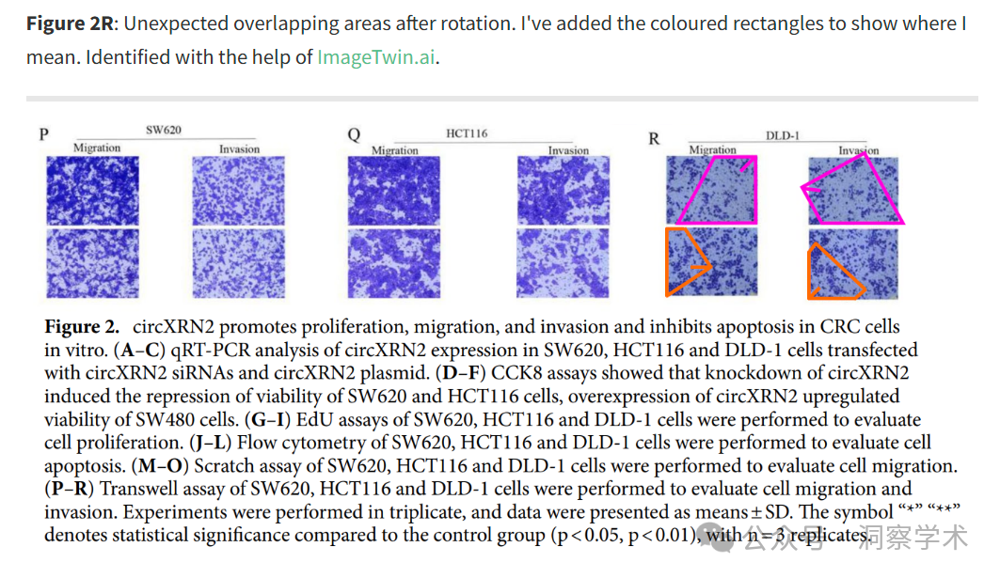 Figure 2R: Unexpected overlapping areas after rotation. I've added the coloured rectangles to show where I
mean. Identified with the help of ImageTwin.ai.
P SW620 Q HCT116 R DLD-1
Migration Invasion Migration Invasion Migration Invasion
Figure 2. circXRN2 promotes proliferation, migration, and invasion and inhibits apoptosis in CRC cells
in vitro. (A–C) qRT-PCR analysis of circXRN2 expression in SW620, HCT116 and DLD-1 cells transfected
with circXRN2 siRNAs and circXRN2 plasmid. (D–F) CCK8 assays showed that knockdown of circXRN2
induced the repression of viability of SW620 and HCT116 cells, overexpression of circXRN2 upregulated
viability of SW480 cells. (G–I) EdU assays of SW620, HCT116 and DLD-1 cells were performed to evaluate
cell proliferation. (J–L) Flow cytometry of SW620, HCT116 and DLD-1 cells were performed to evaluate cell
apoptosis. (M–O) Scratch assay of SW620, HCT116 and DLD-1 cells were performed to evaluate cell migration.
(P–R) Transwell assay of SW620, HCT116 and DLD-1 cells were performed to evaluate cell migration and
invasion. Experiments were performed in triplicate, and data were presented as means ± SD. The symbol “*” “**”
denotes statistical significance compared to the control group (p < 0.05, p < 0.01), with n = 3 replicates.
公众号 · 洞察学术